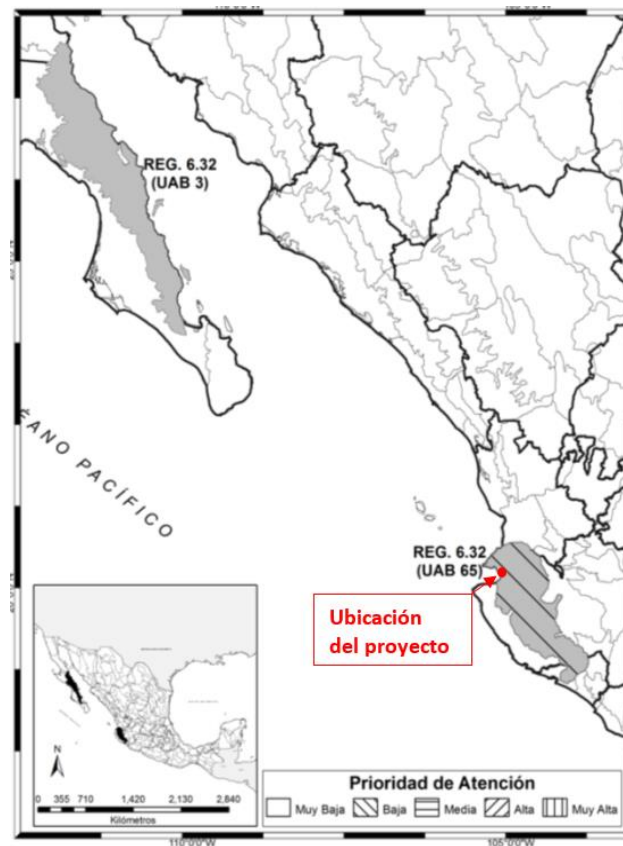 REG. 6.32
(UAB 3)
ÉANO PACÍFICO
REG. 6.32
(UAB 65)
Ubicación
del proyecto
N
0 355 710 1,420 2,130 2,840
Kilómetros
Prioridad de Atención
Muy Baja Baja Media Alta Muy Alta
110°0'0"W 105°0'0"W